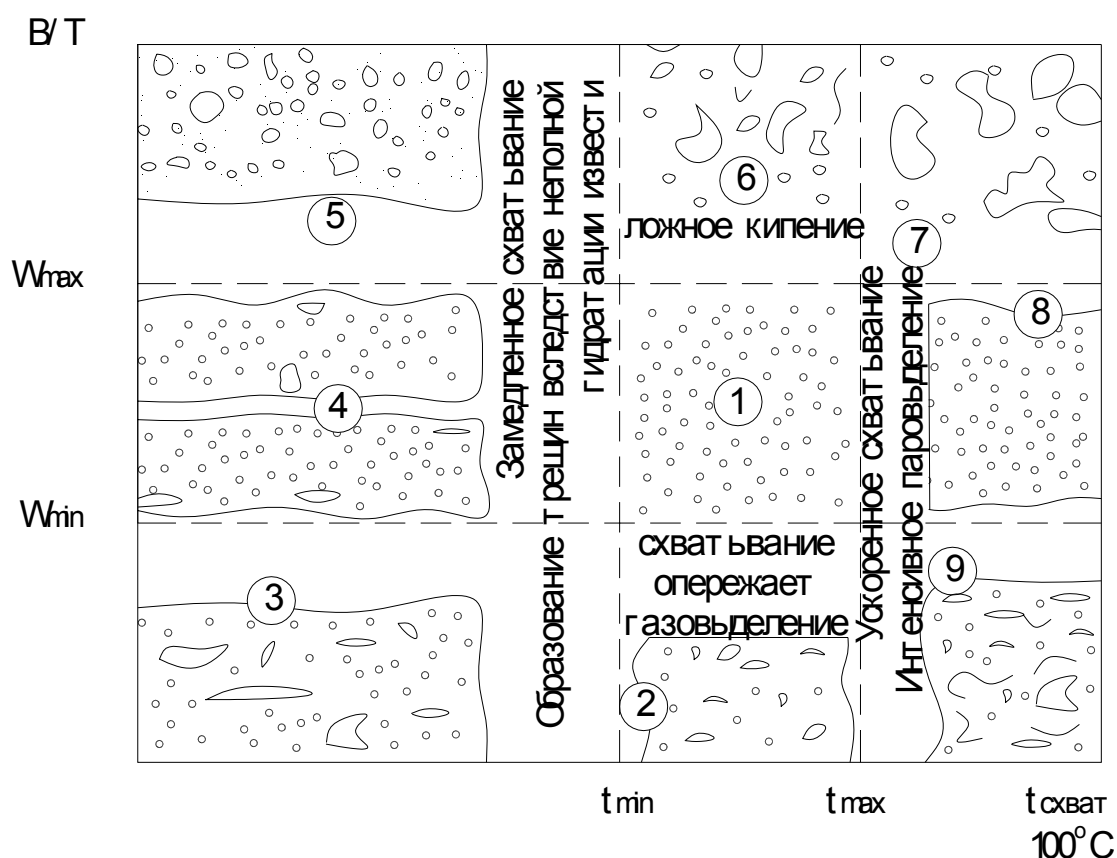 В/Т
Wmax
Wmin
5
4
3
Замедленное схватывание
Образование трещин вследствие неполной
гидратации извести
6
ложное кипение
1
схватывание
опережает
газовыделение
2
7
Ускоренное схватывание
Интенсивное паровыделение
8
9
t min
t max
t схват
100° C